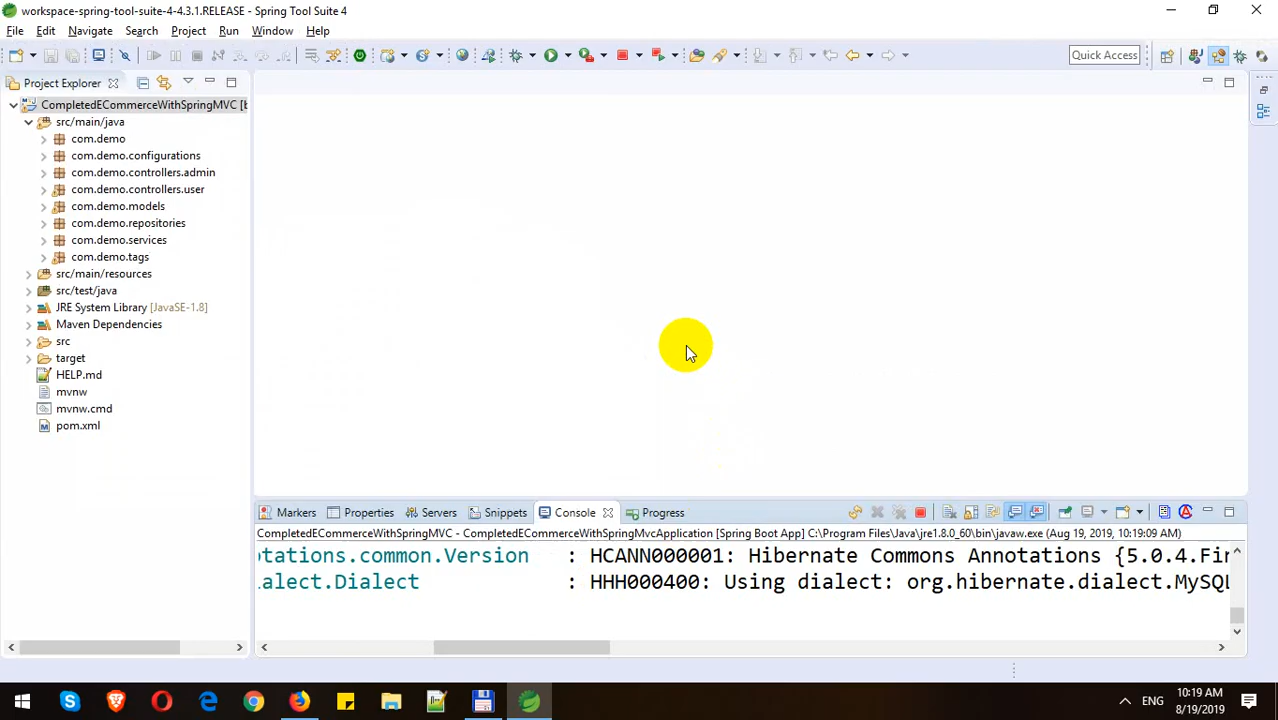 workspace-spring-tool-suite-4-4.3.1.RELEASE - Spring Tool Suite 4
File Edit Navigate Search Project Run Window Help
Quick Access
Project Explorer
CompletedECommerceWithSpringMVC [b
src/main/java
com.demo
com.demo.configurations
com.demo.controllers.admin
com.demo.controllers.user
com.demo.models
com.demo.repositories
com.demo.services
com.demo.tags
src/main/resources
src/test/java
JRE System Library [JavaSE-1.8]
Maven Dependencies
src
target
HELP.md
mvnw
mvnw.cmd
pom.xml
Markers Properties Servers Snippets Console Progress
CompletedECommerceWithSpringMVC - CompletedECommerceWithSpringMvcApplication [Spring Boot App] C:\Program Files\Java\jre1.8.0_60\bin\javaw.exe (Aug 19, 2019, 10:19:09 AM)
otations.common.Version : HCANN000001: Hibernate Commons Annotations {5.0.4.Fin
ialect.Dialect : HHH000400: Using dialect: org.hibernate.dialect.MySQL
ENG
10:19 AM
8/19/2019